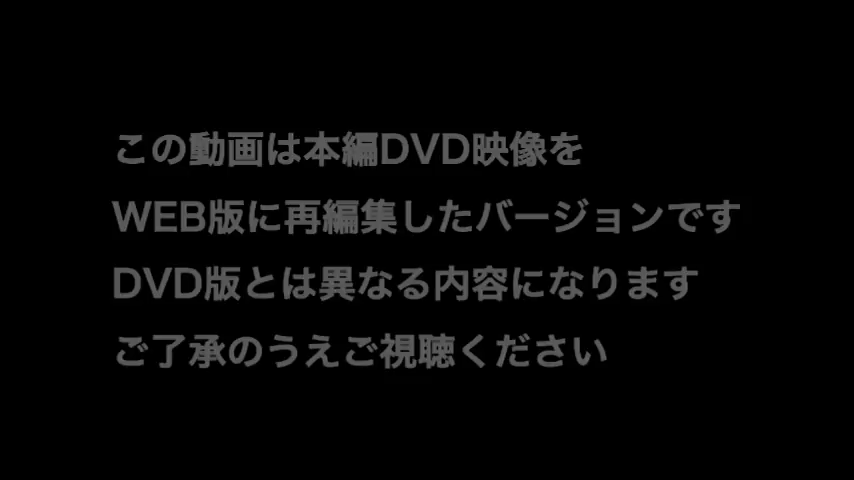 この動画は本編DVD映像を
WEB版に再編集したバージョンです
DVD版とは異なる内容になります
ご了承のうえご視聴ください